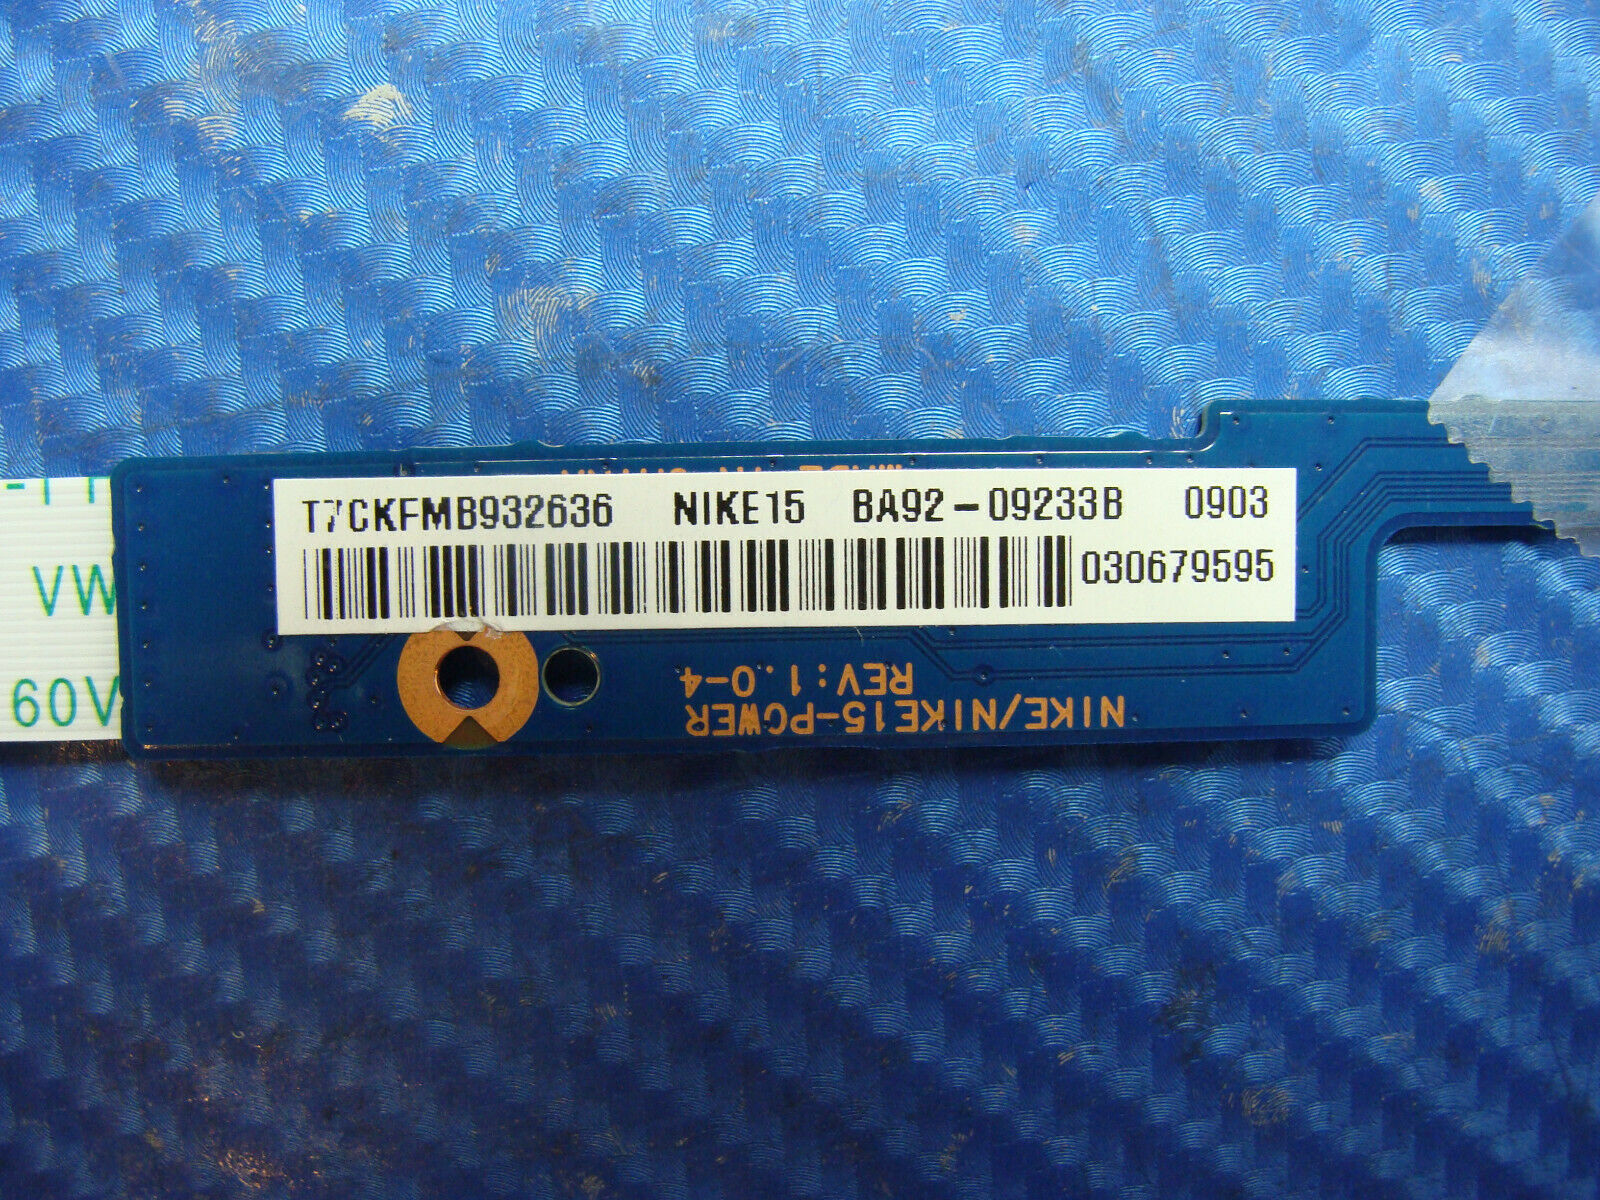 T7CKFMB932636 NIKE15 BA92-09233B 0903
030679595
VW
60V
REV:1.0-4
NIKE/NIKE15-POWER